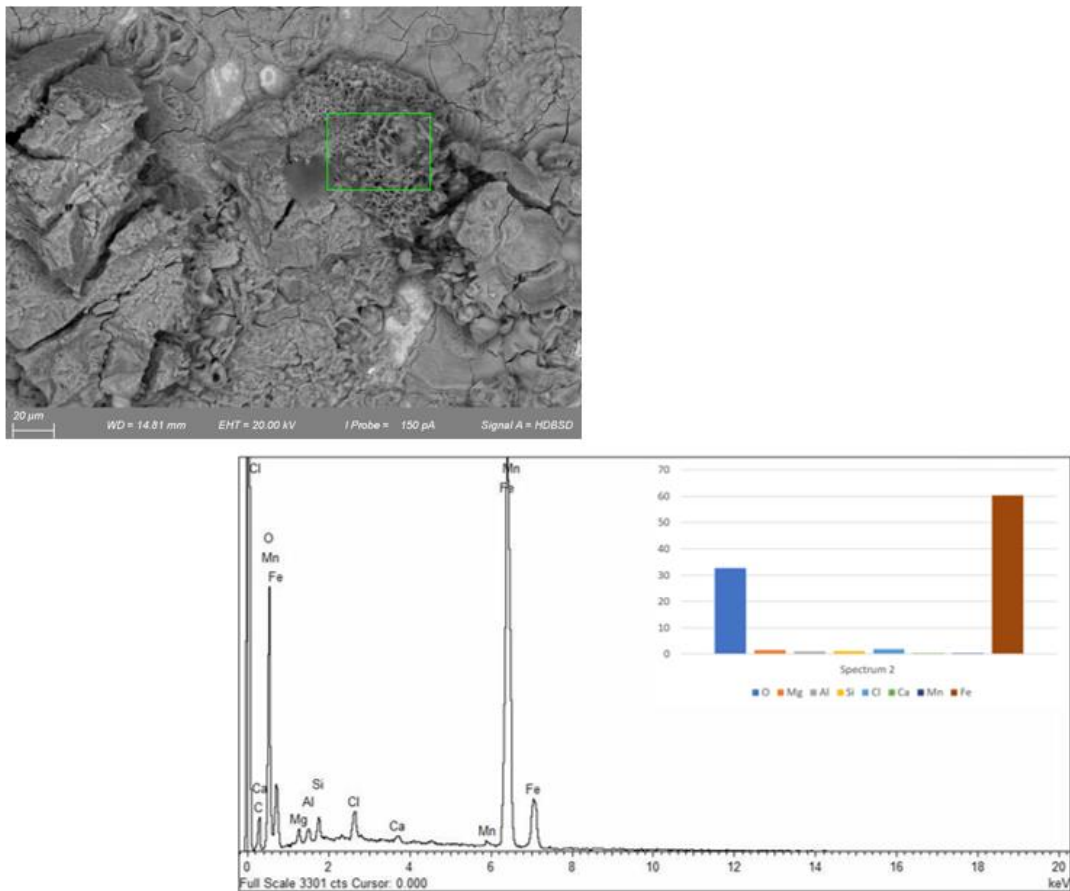 20 µm
WD = 14.81 mm EHT = 20.00 kV I Probe = 150 pA Signal A = HDBSD
Cl
O
Mn
Fe
Ca
C
Mg
Al
Si
Cl
Ca
Mn
Mn
Fe
Fe
0 2 4 6 8 10 12 14 16 18 20
Full Scale 3301 cts Cursor: 0.000 keV
70
60
50
40
30
20
10
0
Spectrum 2
O Mg Al Si Cl Ca Mn Fe